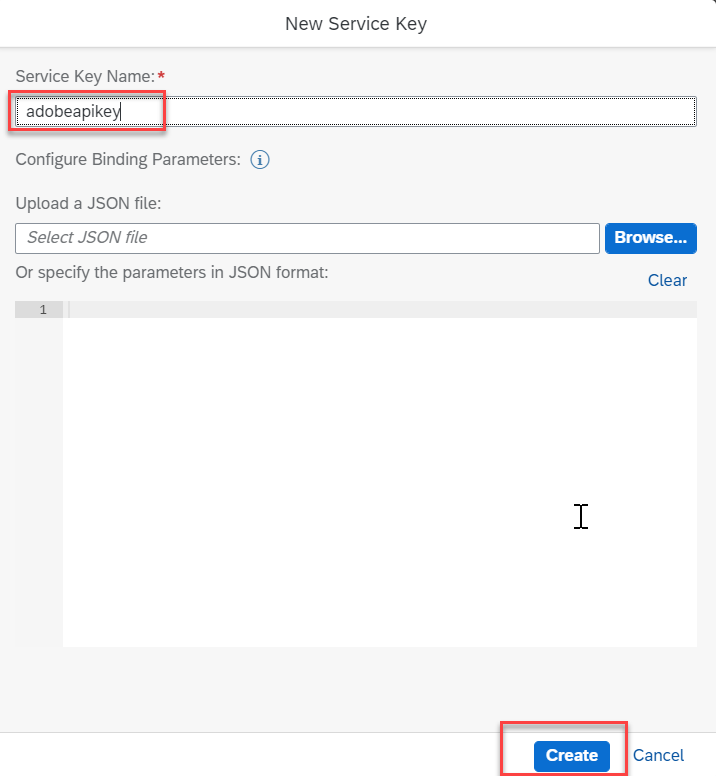 New Service Key
Service Key Name:*
adobeapikey
Configure Binding Parameters:
Upload a JSON file:
Select JSON file Browse...
Or specify the parameters in JSON format:
Clear
1
Create Cancel